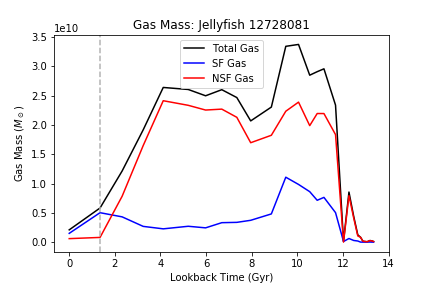 Gas Mass: Jellyfish 12728081
1e10
Total Gas
SF Gas
NSF Gas
3.5
3.0
2.5
2.0
1.5
1.0
0.5
0.0
Gas Mass (M⊙)
0 2 4 6 8 10 12 14
Lookback Time (Gyr)